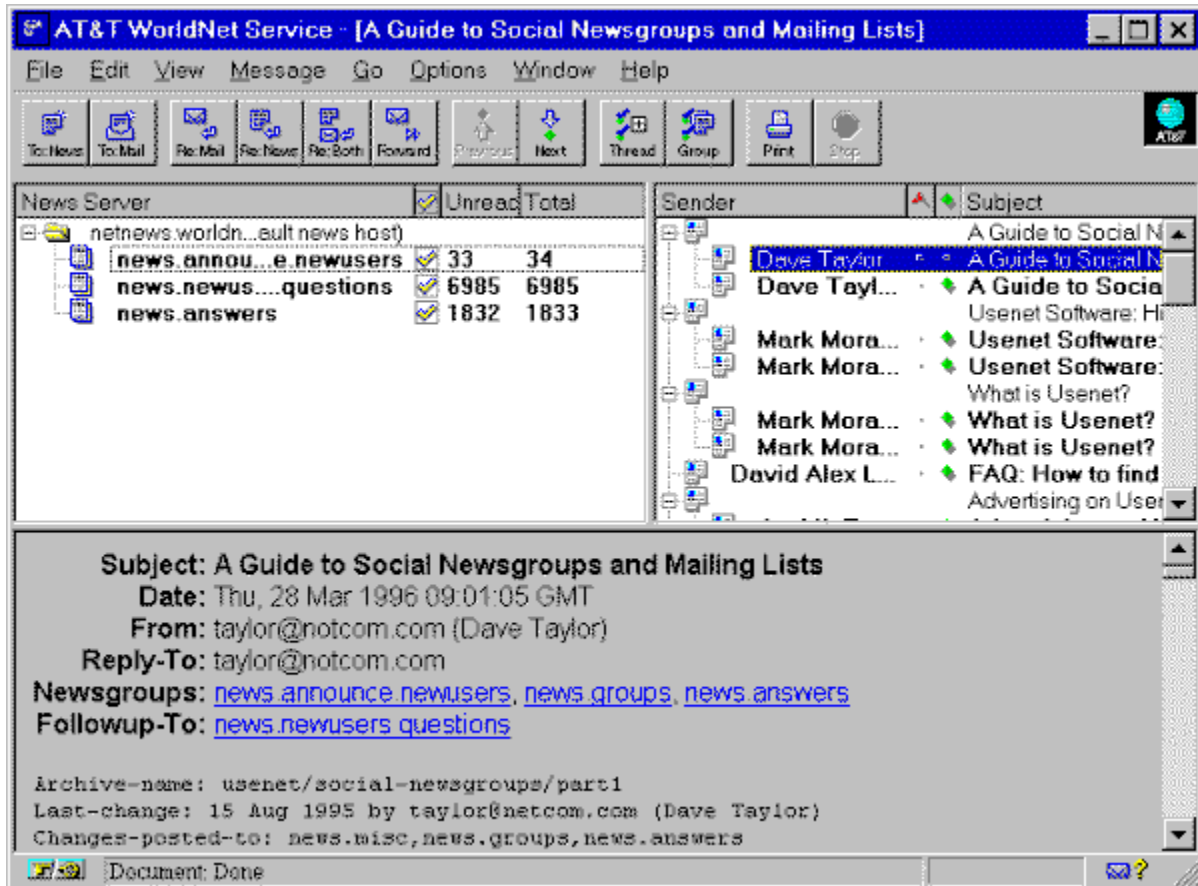 AT&T WorldNet Service - [A Guide to Social Newsgroups and Mailing Lists]
File Edit View Message Go Options Window Help
To: News To: Mail Re: Mail Re: News Re: Both Forward Previous Next Thread Group Print Stop AT&T
News Server Unread Total
netnews.worldn...ault news host)
news.annou...e.newusers 33 34
news.newus....questions 6985 6985
news.answers 1832 1833
Sender Subject
A Guide to Social N
Dave Taylor A Guide to Social N
Dave Tayl... A Guide to Socia
Usenet Software: Hi
Mark Mora... Usenet Software:
Mark Mora... Usenet Software:
What is Usenet?
Mark Mora... What is Usenet?
Mark Mora... What is Usenet?
David Alex L... FAQ: How to find
Advertising on User
Subject: A Guide to Social Newsgroups and Mailing Lists
Date: Thu, 28 Mar 1996 09:01:05 GMT
From: taylor@notcom.com (Dave Taylor)
Reply-To: taylor@notcom.com
Newsgroups: news.announce.newusers, news.groups, news.answers
Followup-To: news.newusers.questions
Archive-name: usenet/social-newsgroups/part1
Last-change: 15 Aug 1995 by taylor@netcom.com (Dave Taylor)
Changes-posted-to: news.misc,news.groups,news.answers
Document: Done